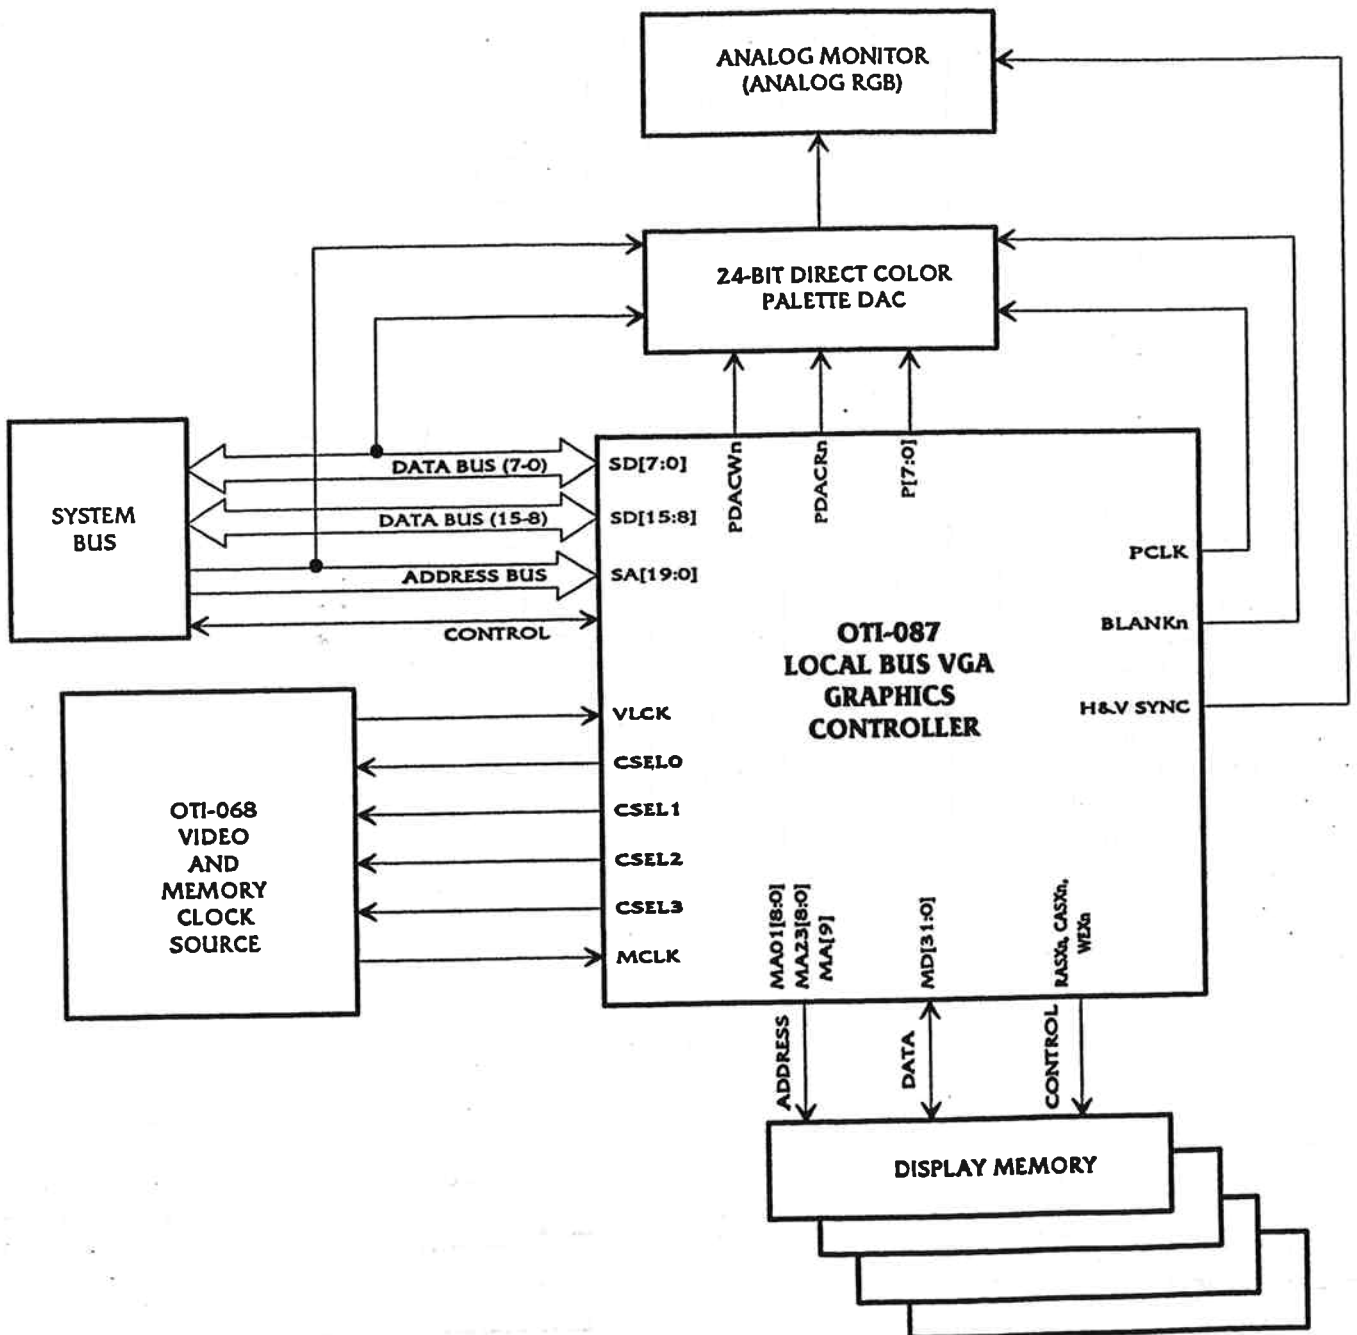 ANALOG MONITOR
(ANALOG RGB)
24-BIT DIRECT COLOR
PALETTE DAC
SYSTEM
BUS
DATA BUS (7-0)
DATA BUS (15-8)
ADDRESS BUS
CONTROL
SD[7:0]
SD[15:8]
SA[19:0]
PDACWn
PDACRn
P[7:0]
PCLK
BLANKn
H&V SYNC
OTI-087
LOCAL BUS VGA
GRAPHICS
CONTROLLER
VLCK
CSEL0
CSEL1
CSEL2
CSEL3
MCLK
OTI-068
VIDEO
AND
MEMORY
CLOCK
SOURCE
MA01[8:0]
MA23[8:0]
MA[9]
MD[31:0]
RASXn, CASXn,
WEXn
ADDRESS
DATA
CONTROL
DISPLAY MEMORY